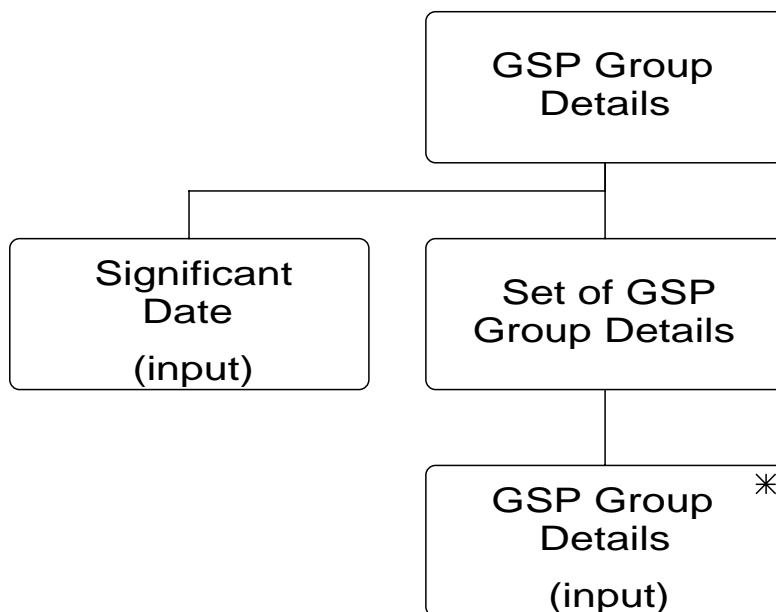 GSP Group
Details
Significant
Date
(input)
Set of GSP
Group Details
GSP Group
Details
(input)